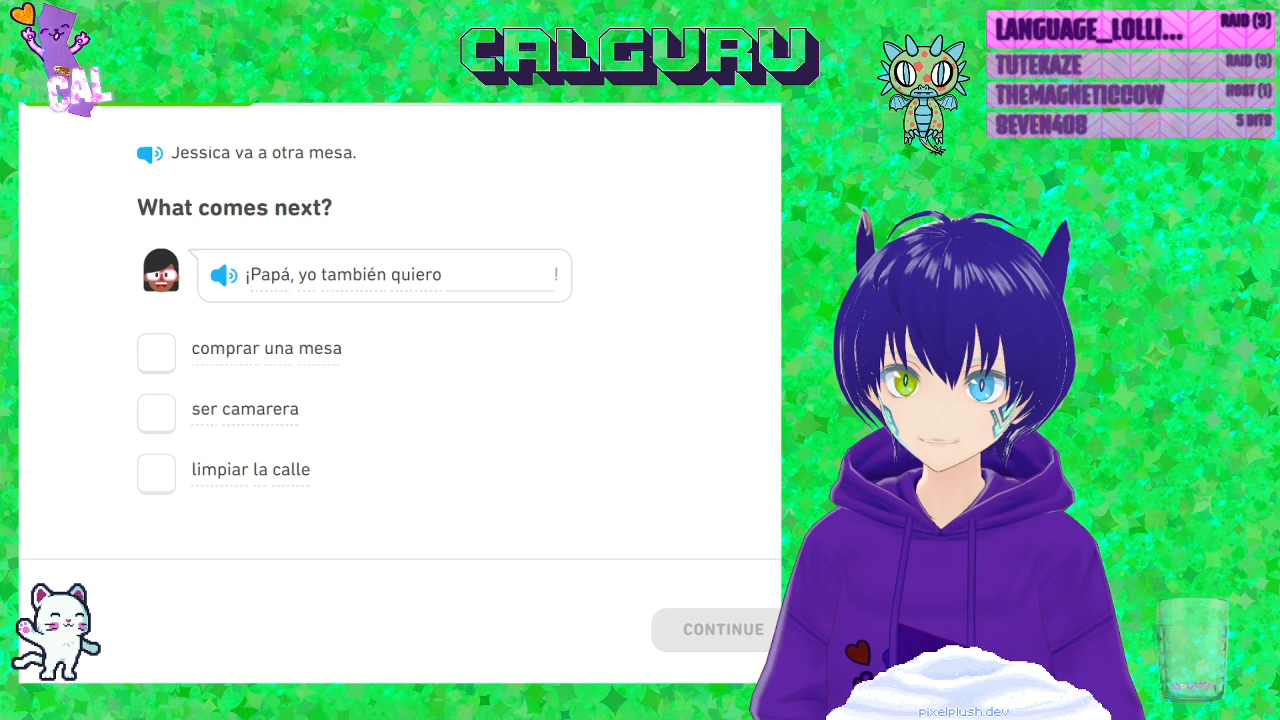 CAL
CALGURU
LANGUAGE_LOLLI... RAID (3)
TUTEKAZE RAID (3)
THEMAGNETICCOW HOST (1)
SEVEN408 5 BITS
Jessica va a otra mesa.
What comes next?
¡Papá, yo también quiero !
comprar una mesa
ser camarera
limpiar la calle
CONTINUE
pixelplush.dev